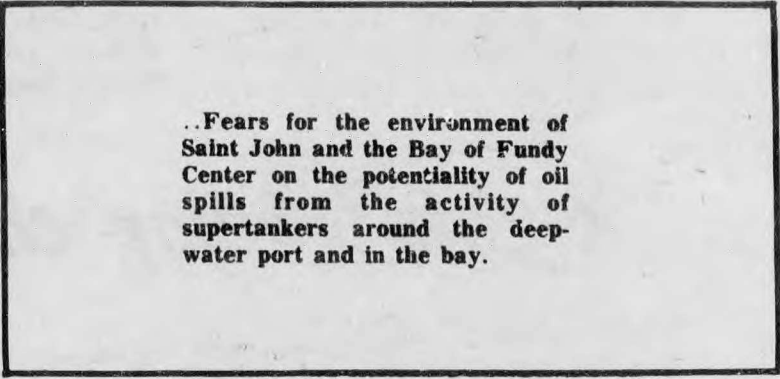 ..Fears for the environment of
Saint John and the Bay of Fundy
Center on the potentiality of oil
spills from the activity of
supertankers around the deep-
water port and in the bay.